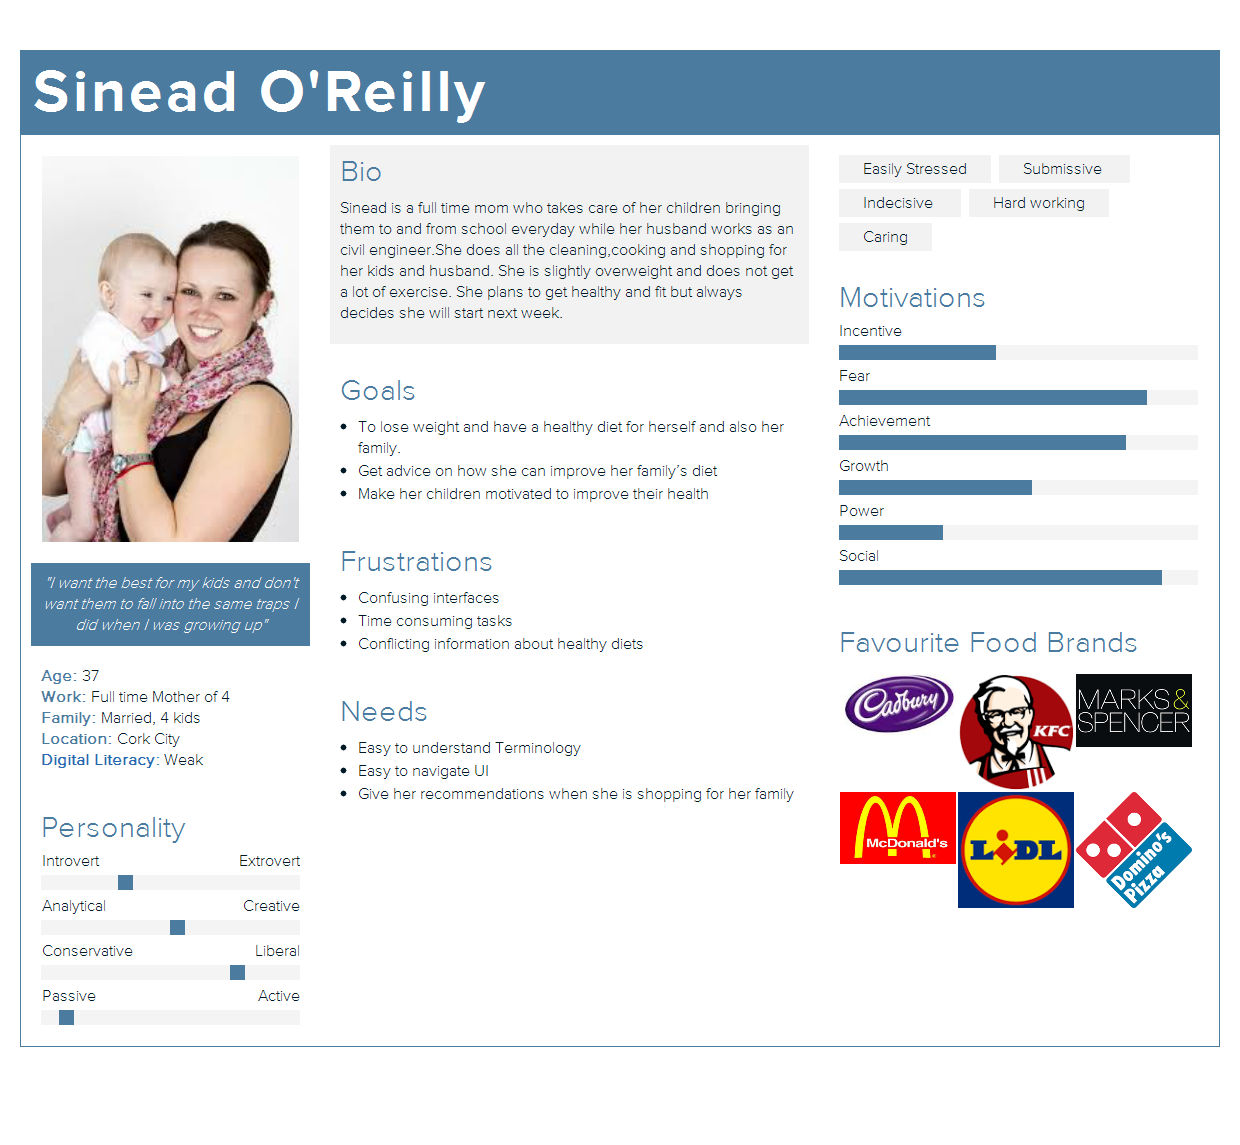 Sinead O'Reilly
"I want the best for my kids and don't
want them to fall into the same traps I
did when I was growing up"
Age: 37
Work: Full time Mother of 4
Family: Married, 4 kids
Location: Cork City
Digital Literacy: Weak
Personality
Introvert Extrovert
Analytical Creative
Conservative Liberal
Passive Active
Bio
Sinead is a full time mom who takes care of her children bringing
them to and from school everyday while her husband works as an
civil engineer.She does all the cleaning,cooking and shopping for
her kids and husband. She is slightly overweight and does not get
a lot of exercise. She plans to get healthy and fit but always
decides she will start next week.
Goals
• To lose weight and have a healthy diet for herself and also her
family.
• Get advice on how she can improve her family’s diet
• Make her children motivated to improve their health
Frustrations
• Confusing interfaces
• Time consuming tasks
• Conflicting information about healthy diets
Needs
• Easy to understand Terminology
• Easy to navigate UI
• Give her recommendations when she is shopping for her family
Easily Stressed Submissive
Indecisive Hard working
Caring
Motivations
Incentive
Fear
Achievement
Growth
Power
Social
Favourite Food Brands
Cadbury
KFC
MARKS&
SPENCER
McDonald's
LIDL
Domino's
Pizza